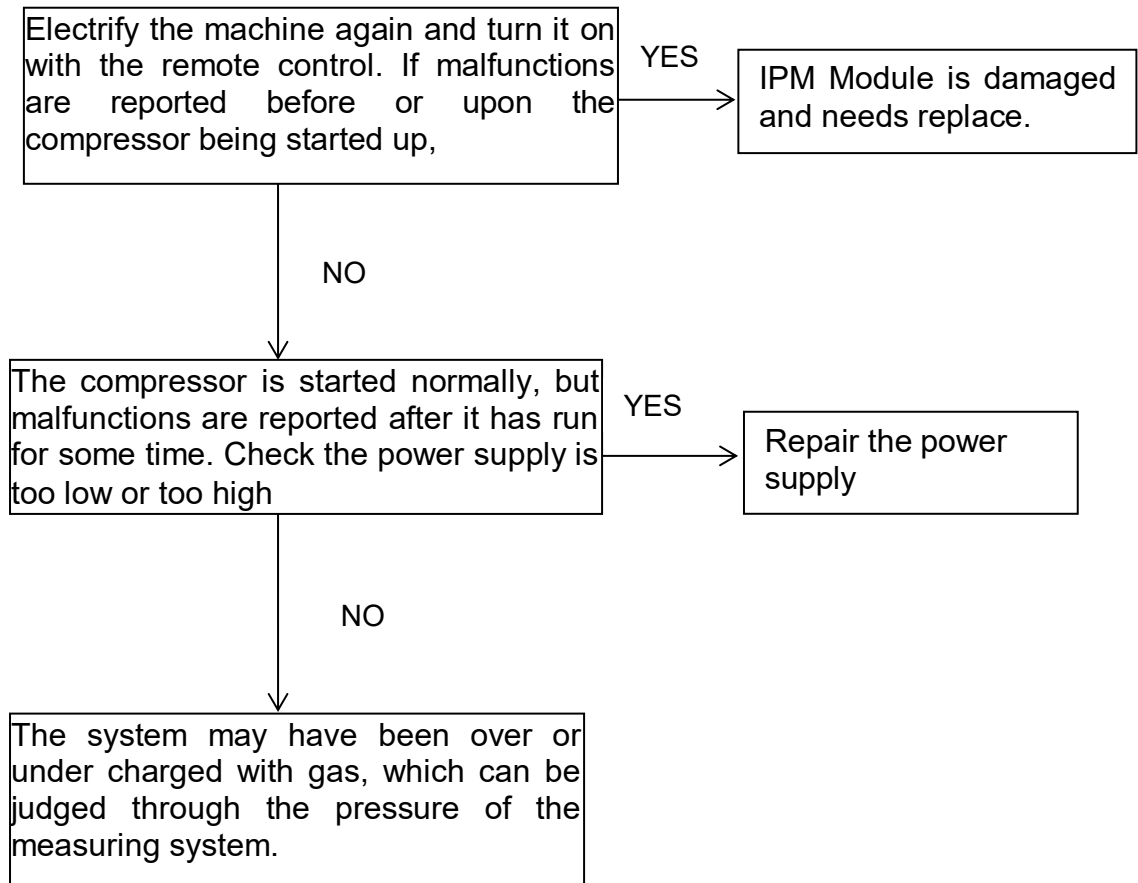 Electrify the machine again and turn it on
with the remote control. If malfunctions
are reported before or upon the
compressor being started up,
YES
IPM Module is damaged
and needs replace.
NO
The compressor is started normally, but
malfunctions are reported after it has run
for some time. Check the power supply is
too low or too high
YES
Repair the power
supply
NO
The system may have been over or
under charged with gas, which can be
judged through the pressure of the
measuring system.